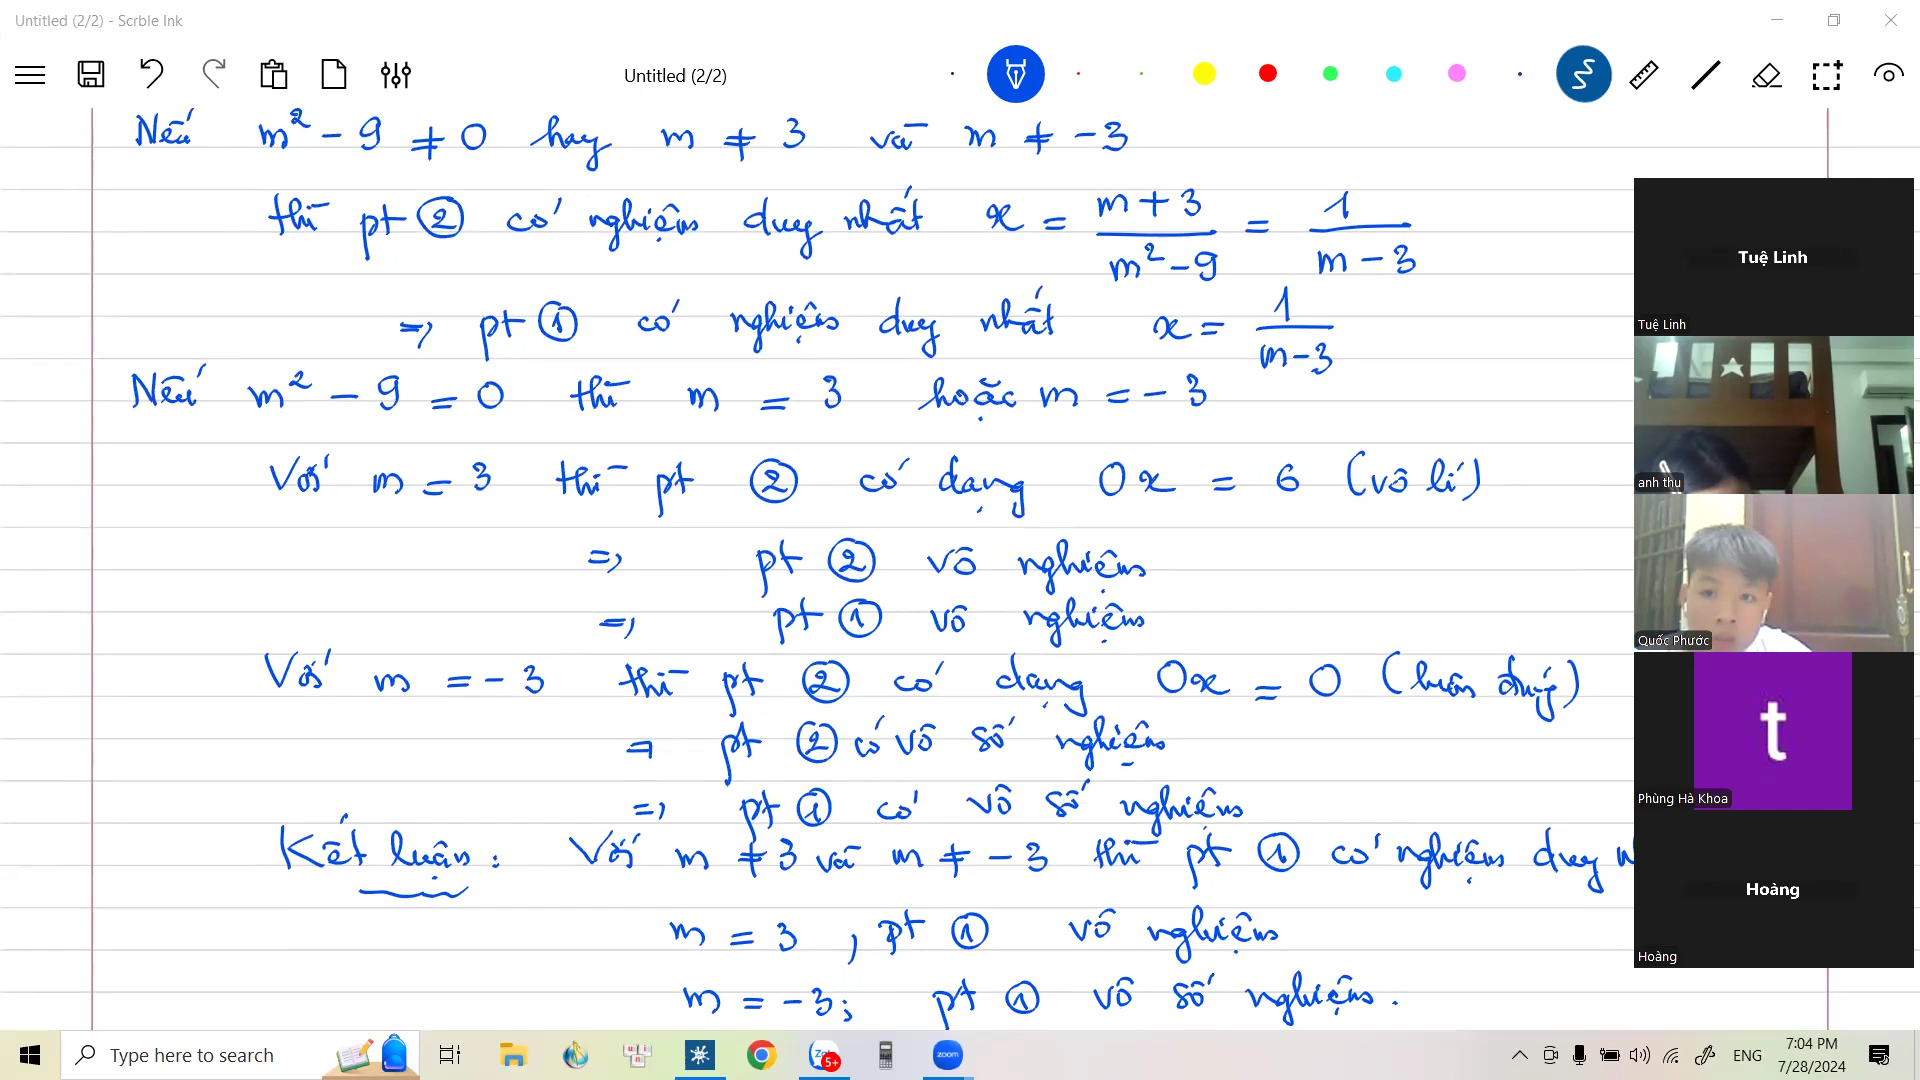 Untitled (2/2) - Scrble Ink
Untitled (2/2)
Nếu m² - 9 ≠ 0 hay m ≠ 3 và m ≠ -3
thì pt ② có nghiệm duy nhất x = (m+3)/(m²-9) = 1/(m-3)
=> pt ① có nghiệm duy nhất x = 1/(m-3)
Nếu m² - 9 = 0 thì m = 3 hoặc m = -3
Với m = 3 thì pt ② có dạng 0x = 6 (vô lí)
=> pt ② vô nghiệm
=> pt ① vô nghiệm
Với m = -3 thì pt ② có dạng 0x = 0 (luôn đúng)
=> pt ② có vô số nghiệm
=> pt ① có vô số nghiệm
Kết luận: Với m ≠ 3 và m ≠ -3 thì pt ① có nghiệm duy
m = 3, pt ① vô nghiệm
m = -3; pt ① vô số nghiệm.
Tuệ Linh
Tuệ Linh
anh thu
Quốc Phước
t
Phùng Hà Khoa
Hoàng
Hoàng
Type here to search
5+
zoom
ENG
7:04 PM
7/28/2024